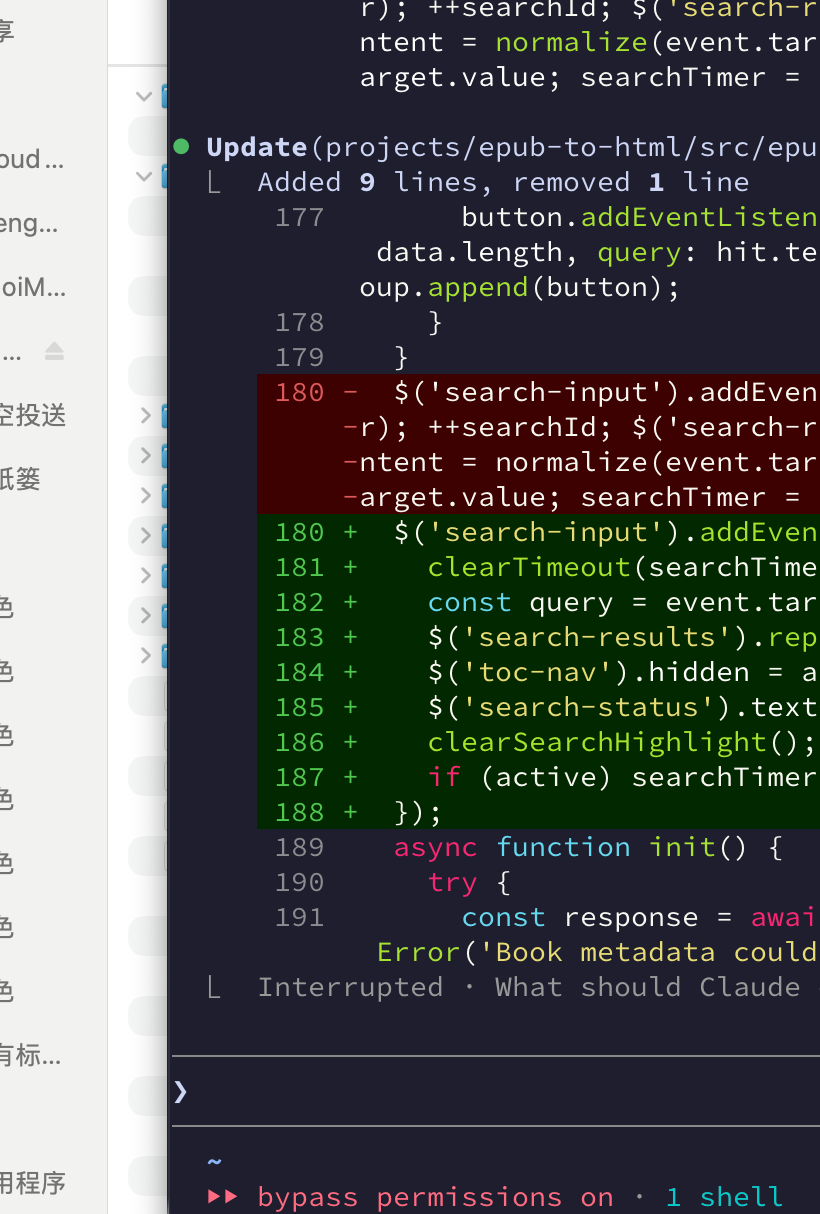 享
oud…
eng…
oiM…
…
空投送
纸篓
色
色
色
色
色
色
色
有标…
用程序
r); ++searchId; $('search-r
ntent = normalize(event.tar
arget.value; searchTimer =
Update(projects/epub-to-html/src/epu
Added 9 lines, removed 1 line
177 button.addEventListen
data.length, query: hit.te
oup.append(button);
178 }
179 }
180 - $('search-input').addEven
-r); ++searchId; $('search-r
-ntent = normalize(event.tar
-arget.value; searchTimer =
180 + $('search-input').addEven
181 + clearTimeout(searchTime
182 + const query = event.tar
183 + $('search-results').rep
184 + $('toc-nav').hidden = a
185 + $('search-status').text
186 + clearSearchHighlight();
187 + if (active) searchTimer
188 + });
189 async function init() {
190 try {
191 const response = awai
Error('Book metadata could
Interrupted · What should Claude
❯
~
⏵⏵ bypass permissions on · 1 shell